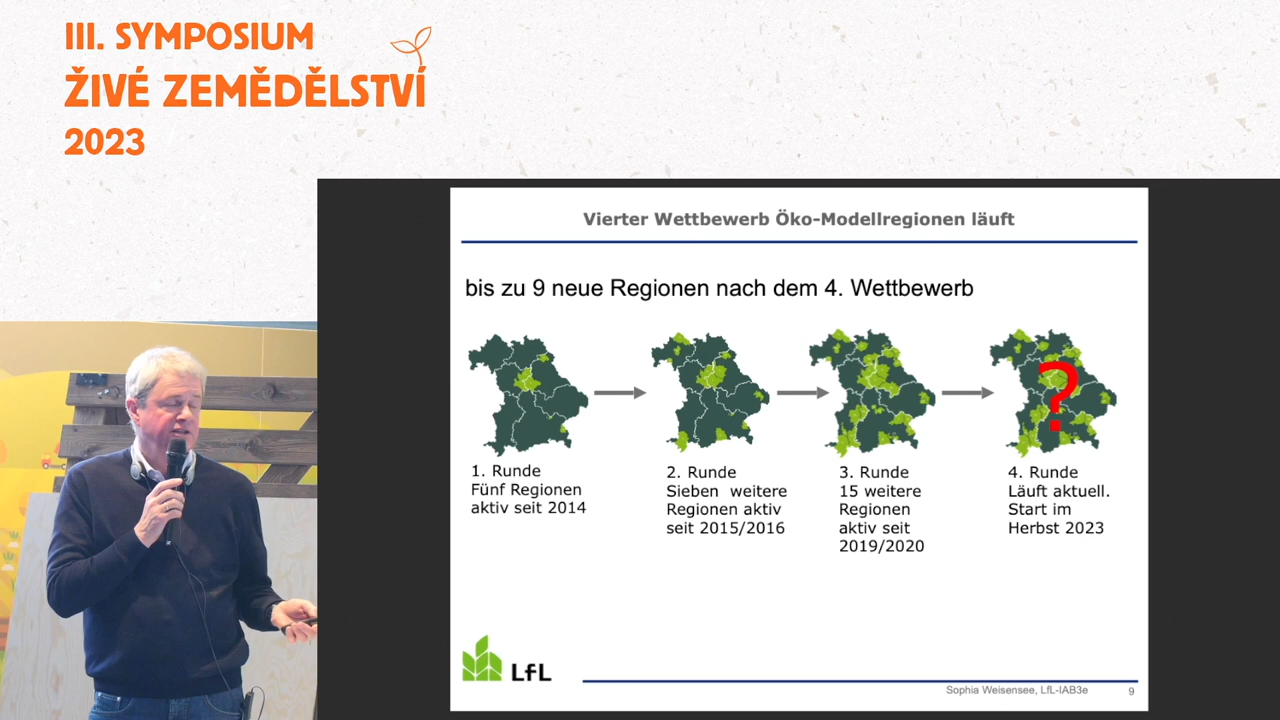 III. SYMPOSIUM
ŽIVÉ ZEMĚDĚLSTVÍ
2023
Vierter Wettbewerb Öko-Modellregionen läuft
bis zu 9 neue Regionen nach dem 4. Wettbewerb
?
1. Runde
Fünf Regionen
aktiv seit 2014
2. Runde
Sieben weitere
Regionen aktiv
seit 2015/2016
3. Runde
15 weitere
Regionen
aktiv seit
2019/2020
4. Runde
Läuft aktuell.
Start im
Herbst 2023
LfL
Sophia Weisensee, LfL-IAB3e
9